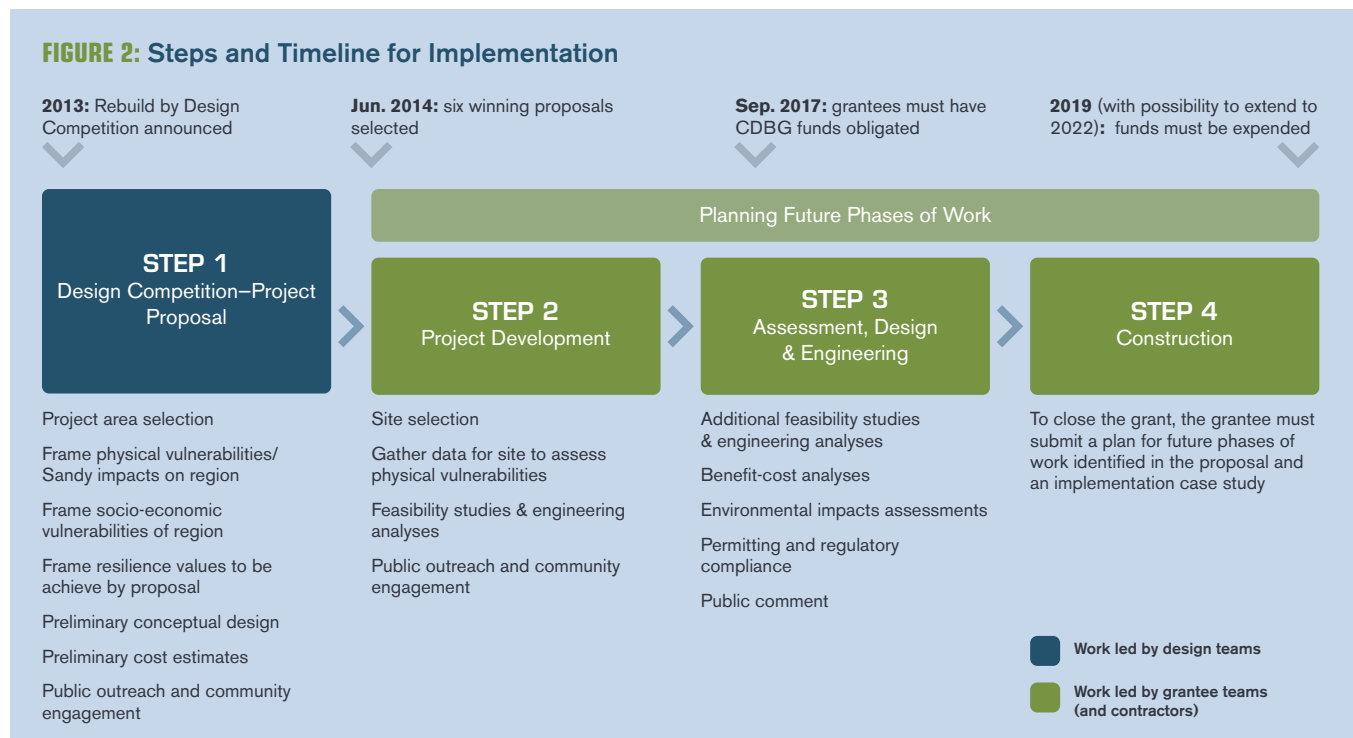 FIGURE 2: Steps and Timeline for Implementation
2013: Rebuild by Design
Competition announced
Jun. 2014: six winning proposals
selected
Sep. 2017: grantees must have
CDBG funds obligated
2019 (with possibility to extend to
2022): funds must be expended
Planning Future Phases of Work
STEP 1
Design Competition–Project
Proposal
STEP 2
Project Development
STEP 3
Assessment, Design
& Engineering
STEP 4
Construction
Project area selection
Frame physical vulnerabilities/
Sandy impacts on region
Frame socio-economic
vulnerabilities of region
Frame resilience values to be
achieve by proposal
Preliminary conceptual design
Preliminary cost estimates
Public outreach and community
engagement
Site selection
Gather data for site to assess
physical vulnerabilities
Feasibility studies & engineering
analyses
Public outreach and community
engagement
Additional feasibility studies
& engineering analyses
Benefit-cost analyses
Environmental impacts assessments
Permitting and regulatory
compliance
Public comment
To close the grant, the grantee must
submit a plan for future phases of
work identified in the proposal and
an implementation case study
Work led by design teams
Work led by grantee teams
(and contractors)